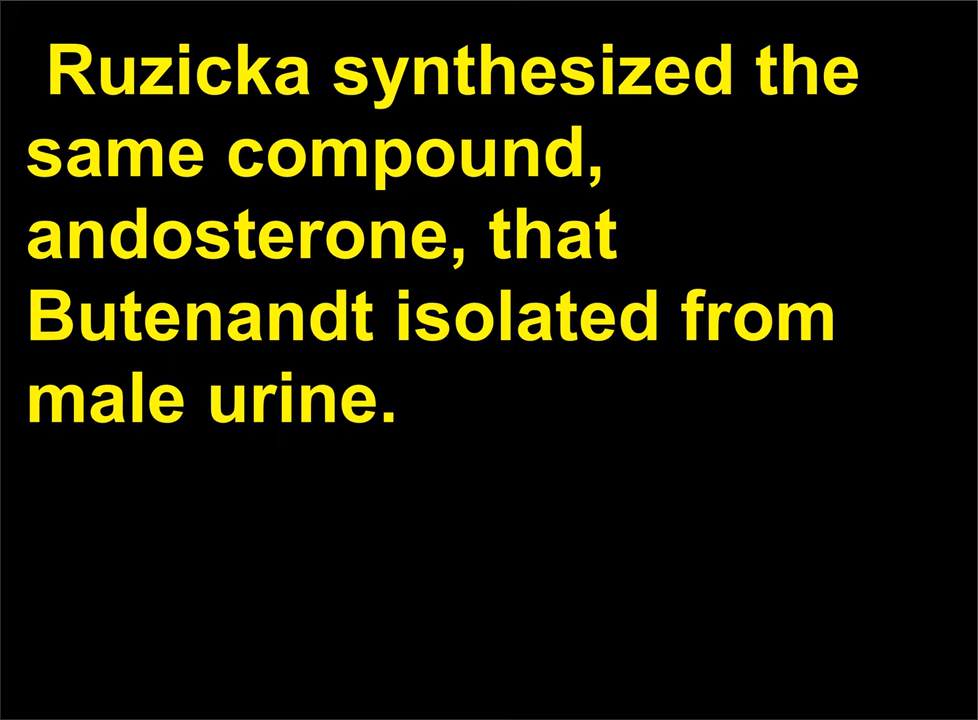 Ruzicka synthesized the
same compound,
andosterone, that
Butenandt isolated from
male urine.